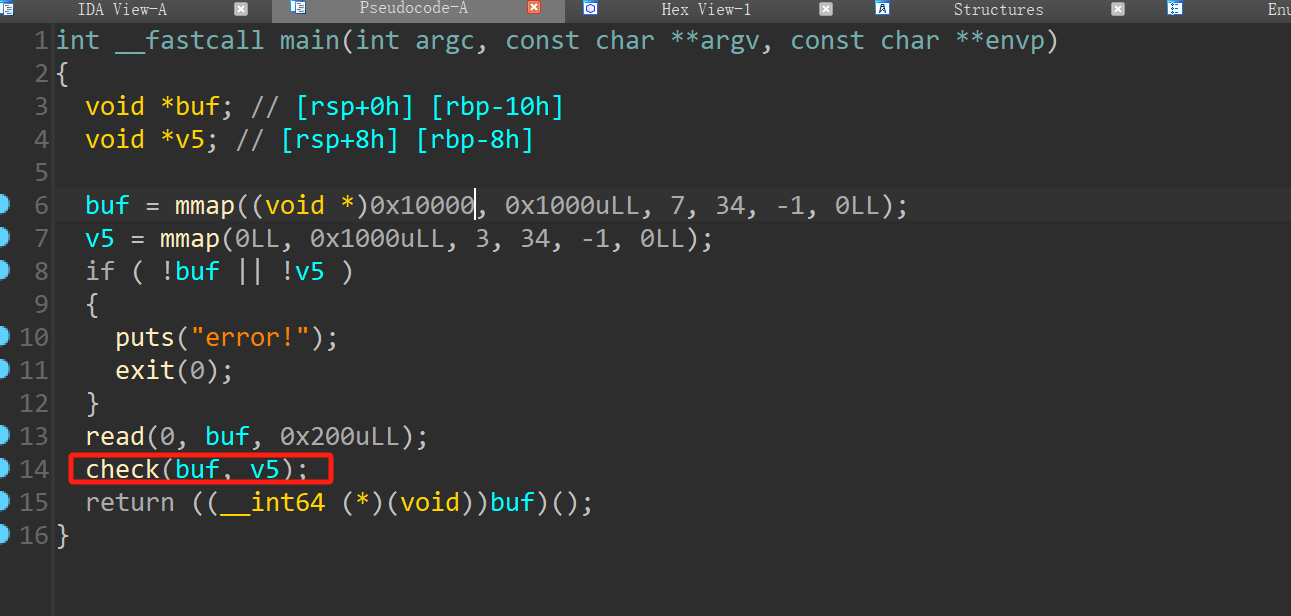 IDA View-A Pseudocode-A Hex View-1 Structures
1 int __fastcall main(int argc, const char **argv, const char **envp)
2 {
3 void *buf; // [rsp+0h] [rbp-10h]
4 void *v5; // [rsp+8h] [rbp-8h]
5
6 buf = mmap((void *)0x10000, 0x1000uLL, 7, 34, -1, 0LL);
7 v5 = mmap(0LL, 0x1000uLL, 3, 34, -1, 0LL);
8 if ( !buf || !v5 )
9 {
10 puts("error!");
11 exit(0);
12 }
13 read(0, buf, 0x200uLL);
14 check(buf, v5);
15 return ((__int64 (*)(void))buf)();
16 }